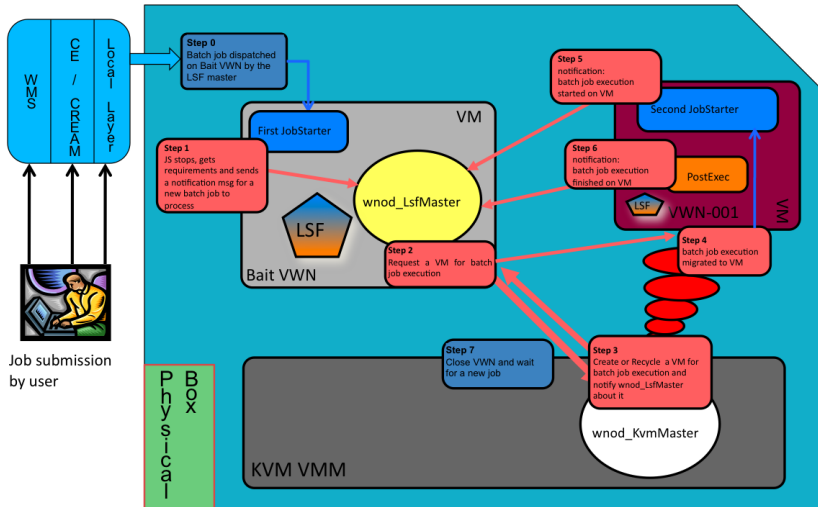 WMS
CE / CREAM
Local Layer
Job submission
by user
Step 0
Batch job dispatched
on Bait VWN by the
LSF master
First JobStarter
VM
Step 1
JS stops, gets
requirements and sends
a notification msg for a
new batch job to
process
wnod_LsfMaster
LSF
Bait VWN
Step 2
Request a VM for batch
job execution
Step 5
notification:
batch job execution
started on VM
Second JobStarter
Step 6
notification:
batch job execution
finished on VM
PostExec
LSF
VWN-001
VM
Step 4
batch job execution
migrated to VM
Step 7
Close VWN and wait
for a new job
Step 3
Create or Recycle a VM for
batch job execution and
notify wnod_LsfMaster
about it
wnod_KvmMaster
KVM VMM
Physical
Box